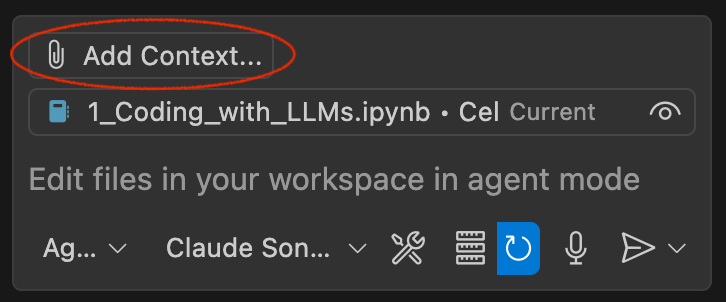 Add Context...
1_Coding_with_LLMs.ipynb • Cel Current
Edit files in your workspace in agent mode
Ag... Claude Son...